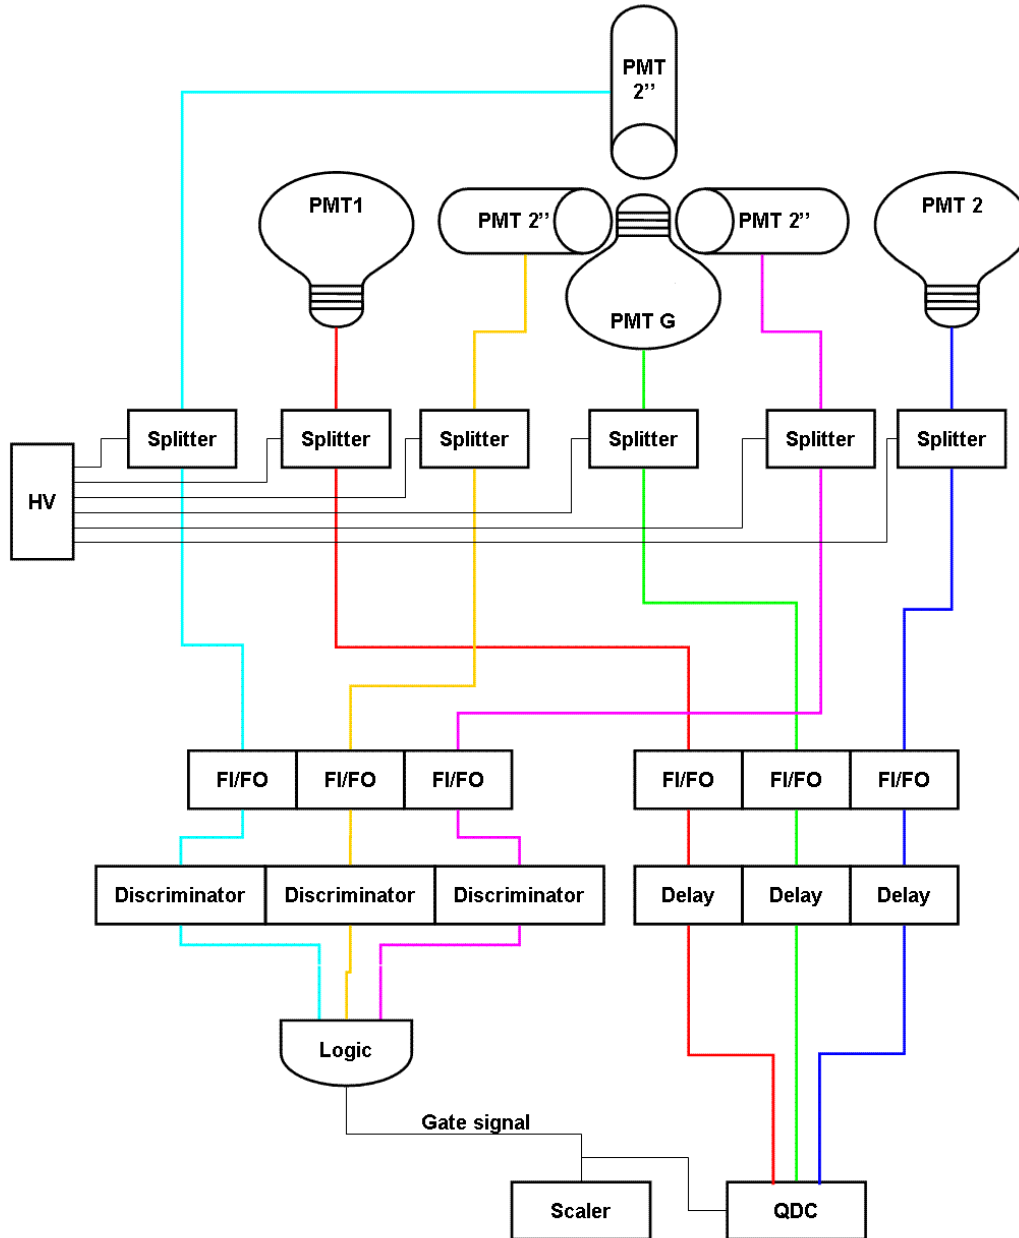 PMT
2’’
PMT1
PMT 2’’
PMT 2’’
PMT 2
PMT G
Splitter
Splitter
Splitter
Splitter
Splitter
Splitter
HV
FI/FO
FI/FO
FI/FO
FI/FO
FI/FO
FI/FO
Discriminator
Discriminator
Discriminator
Delay
Delay
Delay
Logic
Gate signal
Scaler
QDC